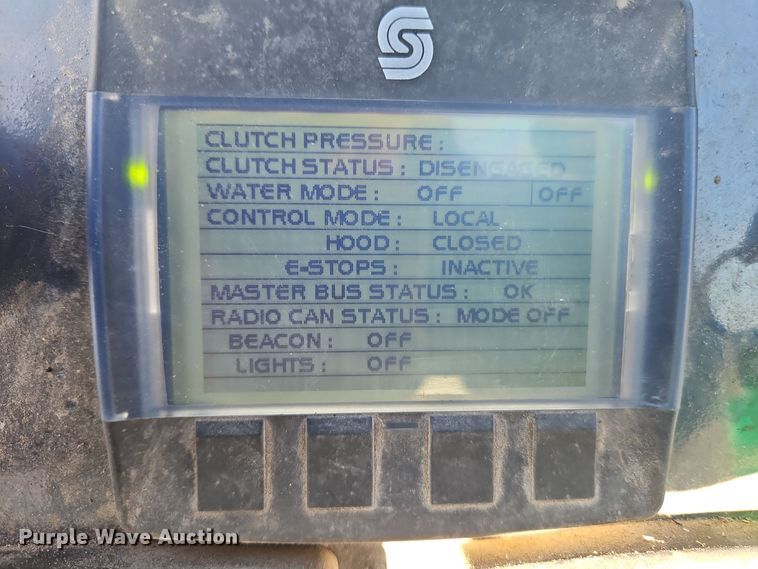 S
CLUTCH PRESSURE :
CLUTCH STATUS : DISENGAGED
WATER MODE : OFF OFF
CONTROL MODE : LOCAL
HOOD : CLOSED
E-STOPS : INACTIVE
MASTER BUS STATUS : OK
RADIO CAN STATUS : MODE OFF
BEACON : OFF
LIGHTS : OFF
Purple Wave Auction